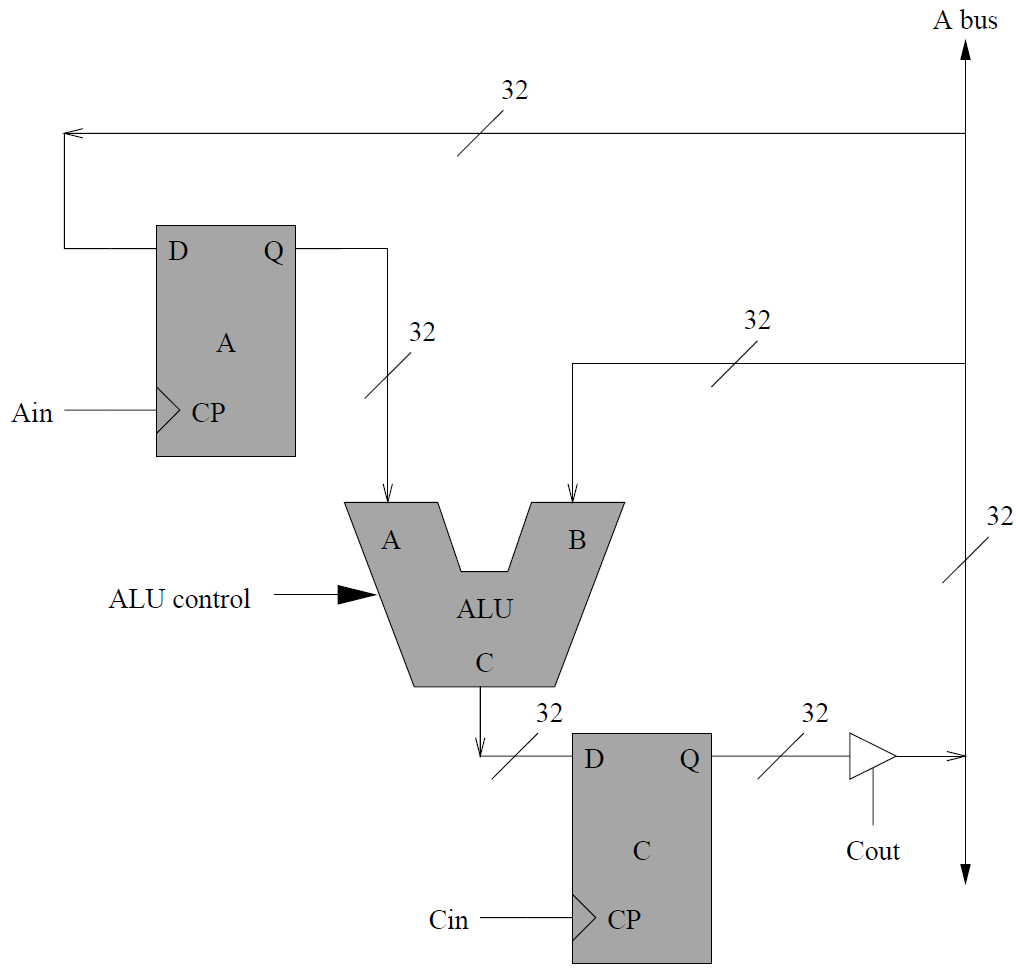 A bus
32
D Q
32
32
A
Ain
CP
32
A B
ALU control
ALU
C
32
32
D Q
C
Cout
Cin
CP